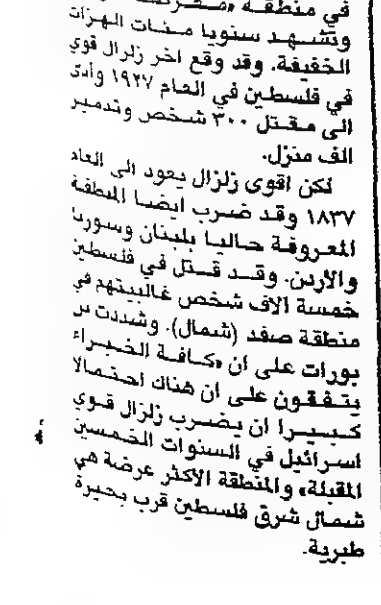 في منطقة
وتشهد سنويا مئات الهزات
الخفيفة. وقد وقع اخر زلزال قوي
في فلسطين في العام ١٩٢٧ وأدى
الى مقتل ٣٠٠ شخص وتدمير
الف منزل.
لكن اقوى زلزال يعود الى العام
١٨٣٧ وقد ضرب ايضا المنطقة
المعروفة حاليا بلبنان وسوريا
والاردن. وقد قتل في فلسطين
خمسة الاف شخص غالبيتهم في
منطقة صفد (شمال). وشددت بن
بورات على ان «كافة الخبراء
يتفقون على ان هناك احتمالا
كبيرا ان يضرب زلزال قوي
اسرائيل في السنوات الخمسين
المقبلة» والمنطقة الاكثر عرضة هي
شمال شرق فلسطين قرب بحيرة
طبرية.